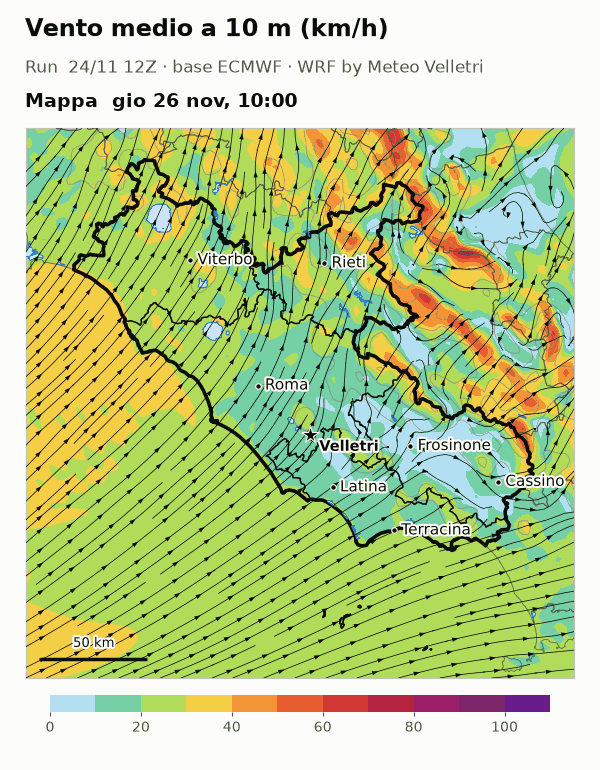 Vento medio a 10 m (km/h)
Run 24/11 12Z · base ECMWF · WRF by Meteo Velletri
Mappa gio 26 nov, 10:00
Viterbo
Rieti
Roma
Velletri
Frosinone
Latina
Cassino
Terracina
50 km
0 20 40 60 80 100